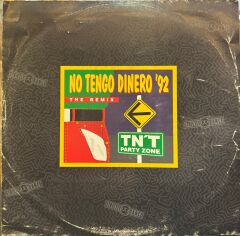 NO TENGO DINERO '92
THE REMIX
TN'T
PARTY ZONE